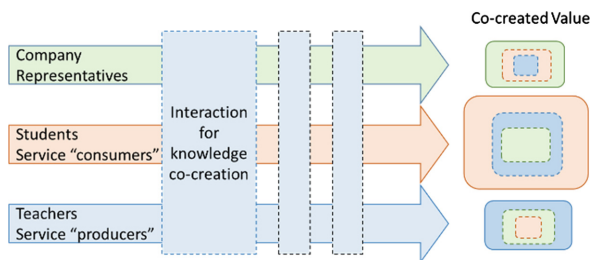 Co-created Value
Company
Representatives
Interaction
for
knowledge
co-creation
Students
Service “consumers”
Teachers
Service “producers”